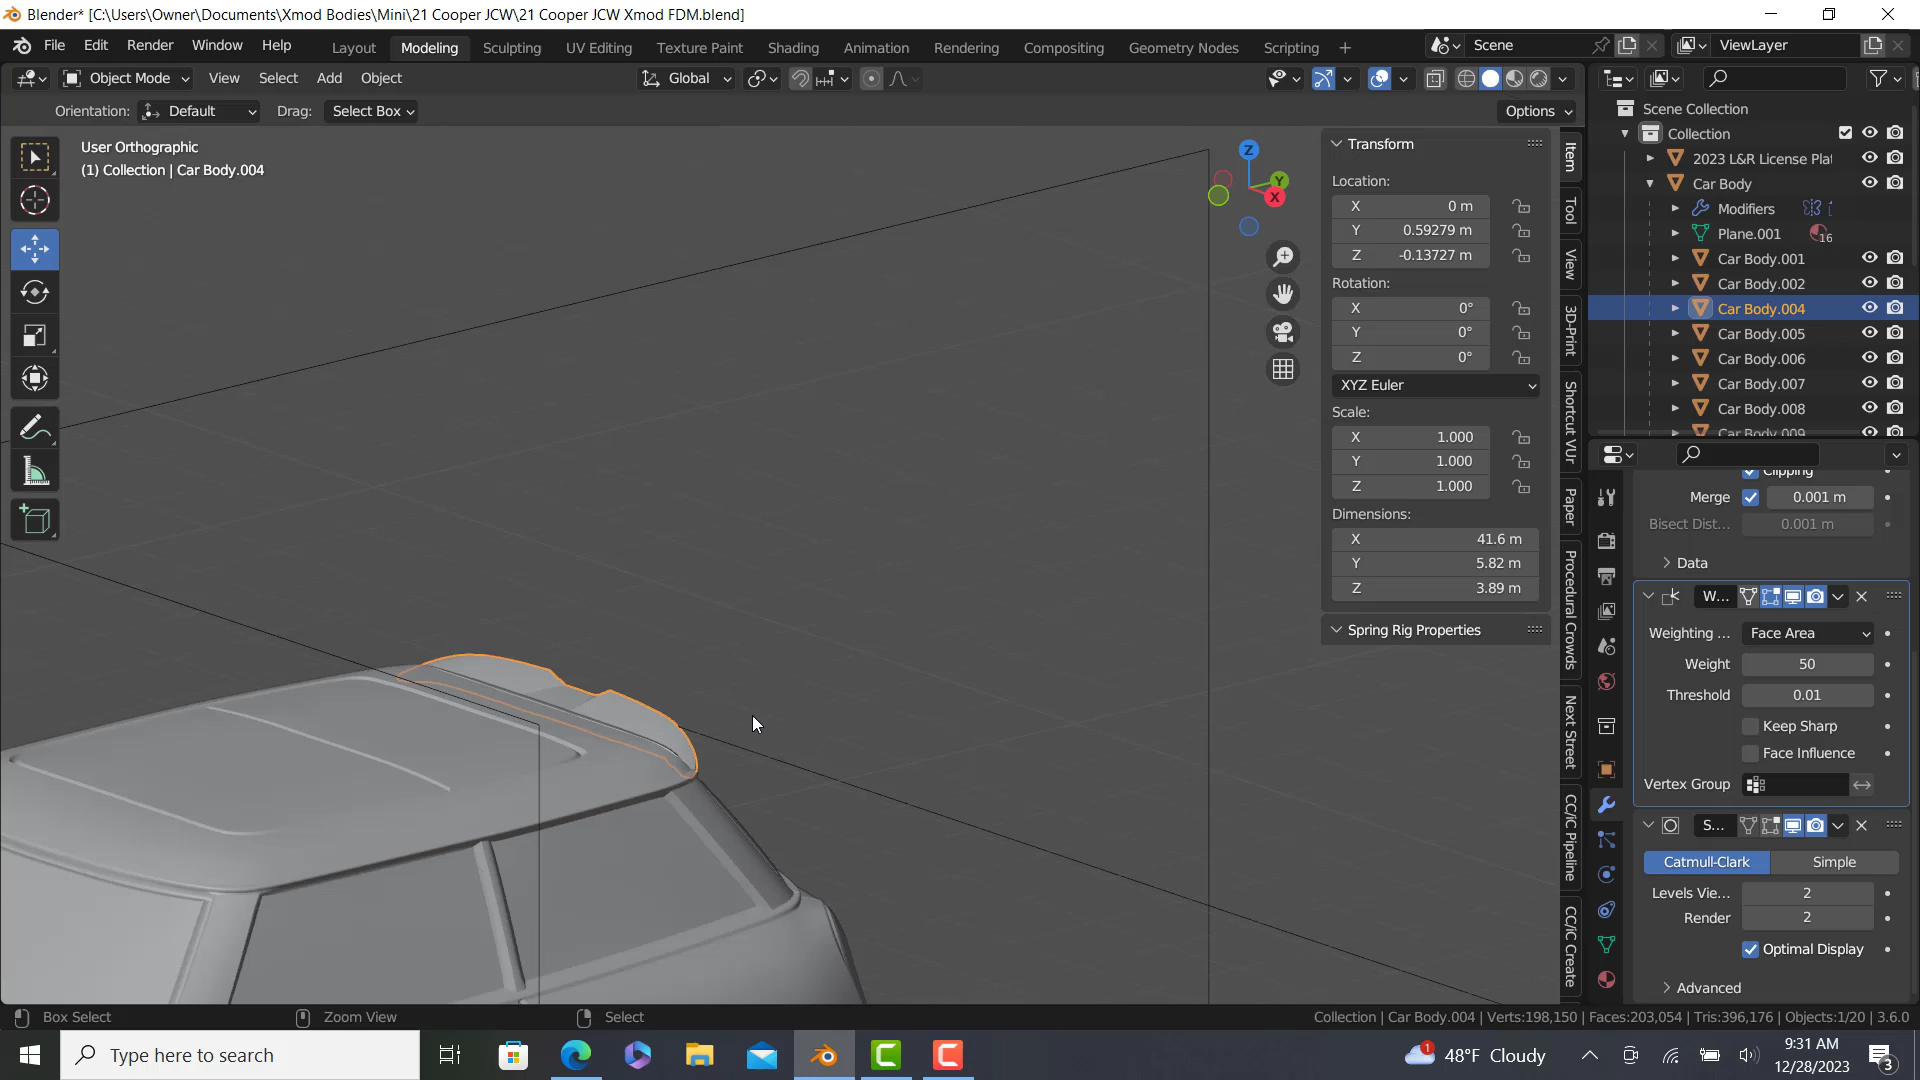 Blender* [C:\Users\Owner\Documents\Xmod Bodies\Mini\21 Cooper JCW\21 Cooper JCW Xmod FDM.blend]
File Edit Render Window Help Layout Modeling Sculpting UV Editing Texture Paint Shading Animation Rendering Compositing Geometry Nodes Scripting + Scene ViewLayer
Object Mode View Select Add Object Global
Orientation: Default Drag: Select Box Options
User Orthographic
(1) Collection | Car Body.004
Z
Y
X
Transform
Location:
X 0 m
Y 0.59279 m
Z -0.13727 m
Rotation:
X 0°
Y 0°
Z 0°
XYZ Euler
Scale:
X 1.000
Y 1.000
Z 1.000
Dimensions:
X 41.6 m
Y 5.82 m
Z 3.89 m
Spring Rig Properties
Item
Tool
View
3D-Print
Shortcut VUr
Paper
Procedural Crowds
Next Street
CC/iC Pipeline
CC/iC Create
Scene Collection
Collection
2023 L&R License Plat
Car Body
Modifiers
Plane.001 16
Car Body.001
Car Body.002
Car Body.004
Car Body.005
Car Body.006
Car Body.007
Car Body.008
Car Body.009
Clipping
Merge 0.001 m
Bisect Dist... 0.001 m
Data
W...
Weighting ... Face Area
Weight 50
Threshold 0.01
Keep Sharp
Face Influence
Vertex Group
S...
Catmull-Clark Simple
Levels Vie... 2
Render 2
Optimal Display
Advanced
Box Select Zoom View Select Collection | Car Body.004 | Verts:198,150 | Faces:203,054 | Tris:396,176 | Objects:1/20 | 3.6.0
Type here to search 1 48°F Cloudy 9:31 AM
12/28/2023 3